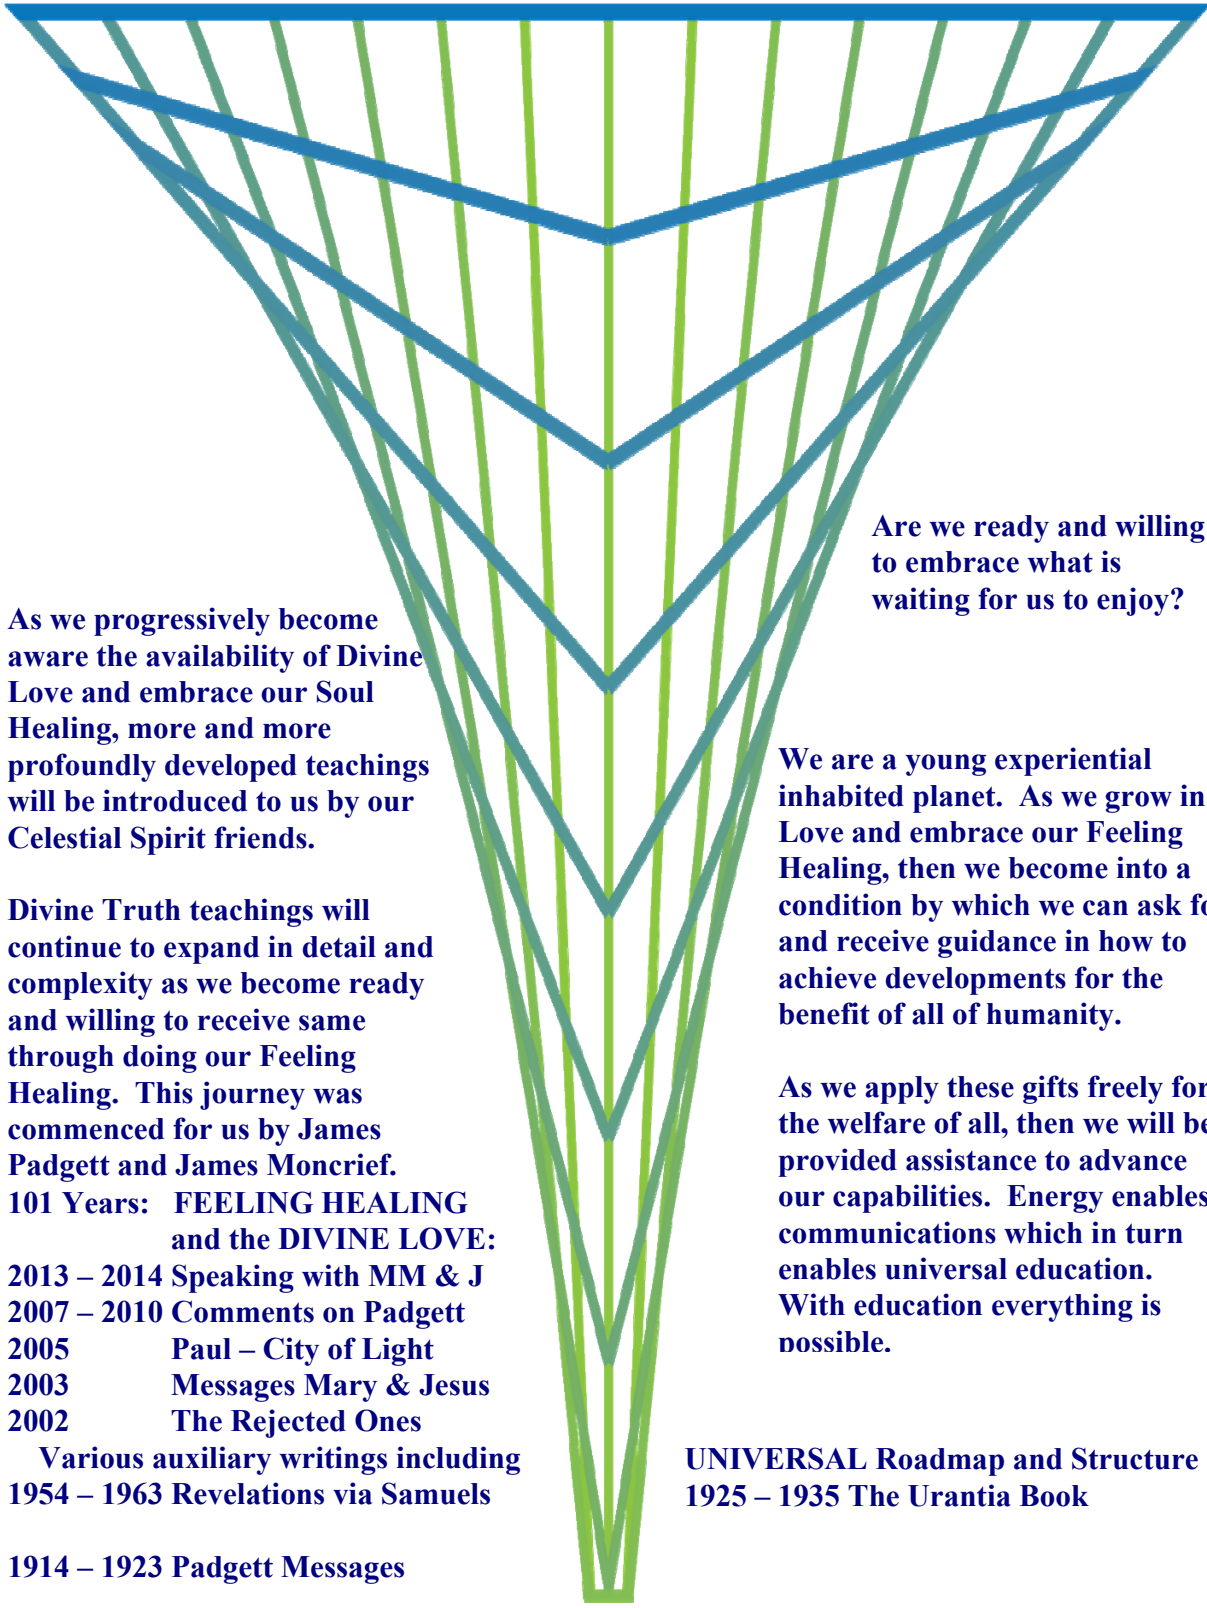 As we progressively become
aware the availability of Divine
Love and embrace our Soul
Healing, more and more
profoundly developed teachings
will be introduced to us by our
Celestial Spirit friends.
Divine Truth teachings will
continue to expand in detail and
complexity as we become ready
and willing to receive same
through doing our Feeling
Healing.  This journey was
commenced for us by James
Padgett and James Moncrief.
101 Years:   FEELING HEALING
and the DIVINE LOVE:
2013 – 2014 Speaking with MM & J
2007 – 2010 Comments on Padgett
2005 Paul – City of Light
2003 Messages Mary & Jesus
2002 The Rejected Ones
Various auxiliary writings including
1954 – 1963 Revelations via Samuels
1914 – 1923 Padgett Messages
Are we ready and willing
to embrace what is
waiting for us to enjoy?
We are a young experiential
inhabited planet.  As we grow in
Love and embrace our Feeling
Healing, then we become into a
condition by which we can ask fo
and receive guidance in how to
achieve developments for the
benefit of all of humanity.
As we apply these gifts freely for
the welfare of all, then we will be
provided assistance to advance
our capabilities.  Energy enables
communications which in turn
enables universal education.
With education everything is
possible.
UNIVERSAL Roadmap and Structure
1925 – 1935 The Urantia Book